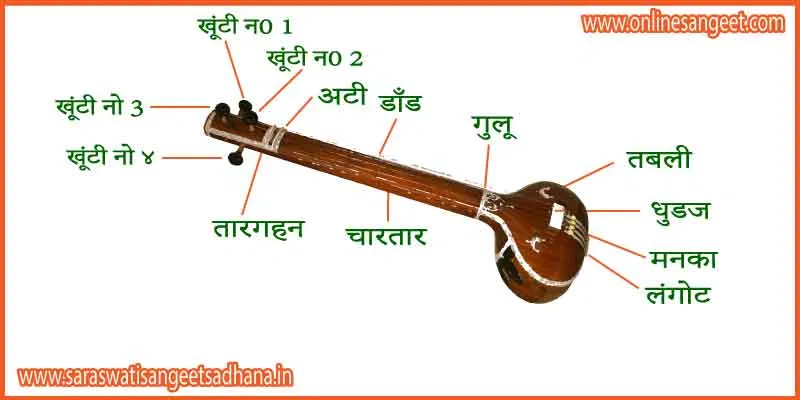 www.onlinesangeet.com
खूंटी न0 1
खूंटी न0 2
खूंटी नो 3
अटी
डाँड
गुलू
खूंटी नो ४
तबली
धुडज
तारगहन
चारतार
मनका
लंगोट
www.saraswatisangeetsadhana.in